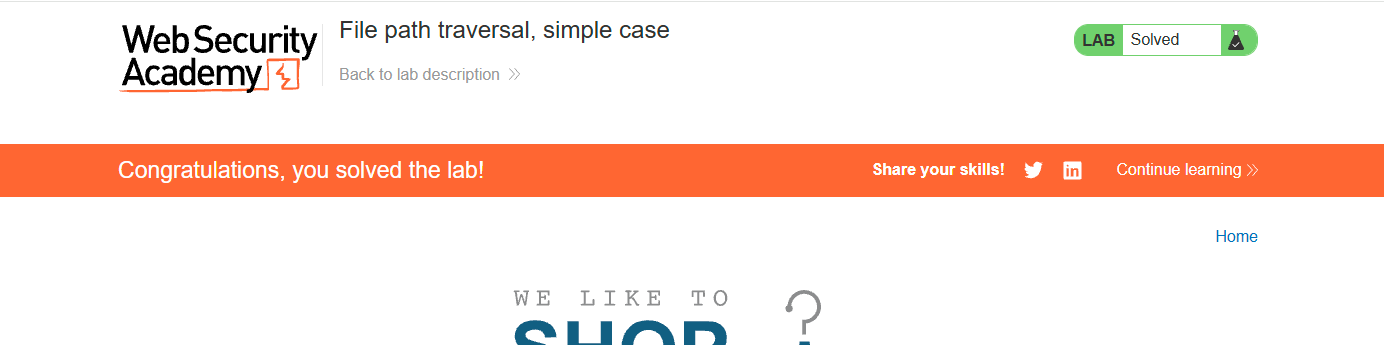 Web Security
Academy
File path traversal, simple case
Back to lab description
LAB Solved
Congratulations, you solved the lab!
Share your skills!
Continue learning
Home
WE LIKE TO
SHOP